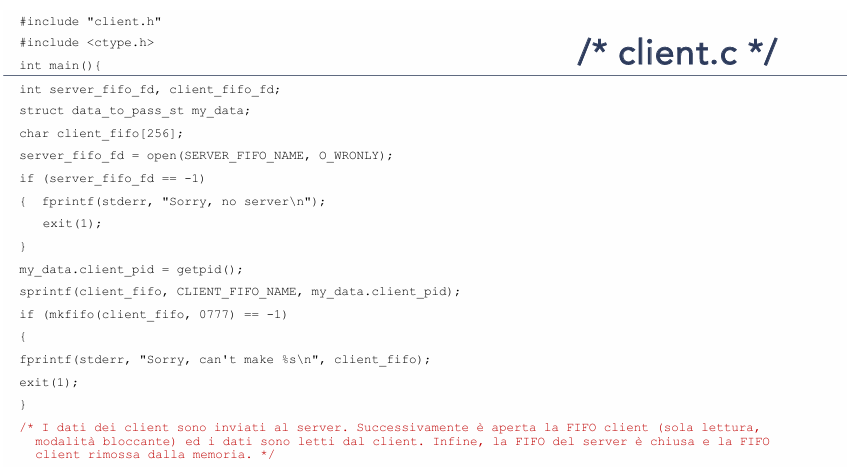 #include "client.h"
#include <ctype.h>
/* client.c */
int main(){
int server_fifo_fd, client_fifo_fd;
struct data_to_pass_st my_data;
char client_fifo[256];
server_fifo_fd = open(SERVER_FIFO_NAME, O_WRONLY);
if (server_fifo_fd == -1)
{  fprintf(stderr, "Sorry, no server\n");
   exit(1);
}
my_data.client_pid = getpid();
sprintf(client_fifo, CLIENT_FIFO_NAME, my_data.client_pid);
if (mkfifo(client_fifo, 0777) == -1)
{
fprintf(stderr, "Sorry, can't make %s\n", client_fifo);
exit(1);
}
/* I dati dei client sono inviati al server. Successivamente è aperta la FIFO client (sola lettura,
modalità bloccante) ed i dati sono letti dal client. Infine, la FIFO del server è chiusa e la FIFO
client rimossa dalla memoria. */